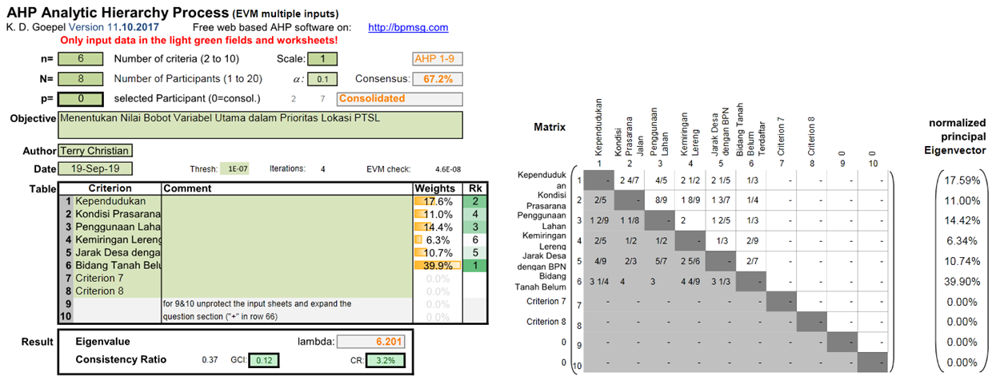 AHP Analytic Hierarchy Process (EVM multiple inputs)
K. D. Goepel Version 11.10.2017 Free web based AHP software on: http://bpmsg.com
Only input data in the light green fields and worksheets!
n= 6 Number of criteria (2 to 10) Scale: 1 AHP 1-9
N= 8 Number of Participants (1 to 20) α: 0.1 Consensus: 67.2%
p= 0 selected Participant (0=consol.) 2 7 Consolidated
Objective Menentukan Nilai Bobot Variabel Utama dalam Prioritas Lokasi PTSL
Author Terry Christian
Date 19-Sep-19 Thresh: 1E-07 Iterations: 4 EVM check: 4.6E-08
Table Criterion Comment Weights Rk
1 Kependudukan 17.6% 2
2 Kondisi Prasarana 11.0% 4
3 Penggunaan Laha 14.4% 3
4 Kemiringan Lereng 6.3% 6
5 Jarak Desa denga 10.7% 5
6 Bidang Tanah Belu 39.9% 1
7 Criterion 7 0.0%
8 Criterion 8 0.0%
9 for 9&10 unprotect the input sheets and expand the 0.0%
10 question section ("+" in row 66) 0.0%
Result Eigenvalue lambda: 6.201
Consistency Ratio 0.37 GCI: 0.12 CR: 3.2%
Matrix
Kependudukan
Kondisi Prasarana Jalan
Penggunaan Lahan
Kemiringan Lereng
Jarak Desa dengan BPN
Bidang Tanah Belum Terdaftar
Criterion 7
Criterion 8
0
0
normalized principal Eigenvector
1 2 3 4 5 6 7 8 9 10
Kependuduk an 1 - 2 4/7 4/5 2 1/2 2 1/5 1/3 - - 17.59%
Kondisi Prasarana 2 2/5 - 8/9 1 8/9 1 3/7 1/4 - - 11.00%
Penggunaan Lahan 3 1 2/9 1 1/8 - 2 1 2/5 1/3 - - 14.42%
Kemiringan Lereng 4 2/5 1/2 1/2 - 1/3 2/9 - - 6.34%
Jarak Desa dengan BPN 5 4/9 2/3 5/7 2 5/6 - 2/7 - - 10.74%
Bidang Tanah Belum 6 3 1/4 4 3 4 4/9 3 1/3 - - - 39.90%
Criterion 7 7 - - - - - - - - - - 0.00%
Criterion 8 8 - - - - - - - - - - 0.00%
0 9 - - - - - - - - - - 0.00%
0 10 - - - - - - - - - - 0.00%